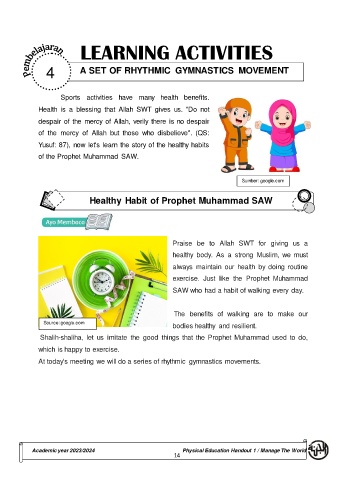 Pembelajaran
4
LEARNING ACTIVITIES
A SET OF RHYTHMIC GYMNASTICS MOVEMENT
Sports activities have many health benefits.
Health is a blessing that Allah SWT gives us. "Do not
despair of the mercy of Allah, verily there is no despair
of the mercy of Allah but those who disbelieve". (QS:
Yusuf: 87), now let's learn the story of the healthy habits
of the Prophet Muhammad SAW.
Sumber: google.com
Healthy Habit of Prophet Muhammad SAW
Ayo Membaca
Praise be to Allah SWT for giving us a
healthy body. As a strong Muslim, we must
always maintain our health by doing routine
exercise. Just like the Prophet Muhammad
SAW who had a habit of walking every day.
The benefits of walking are to make our
bodies healthy and resilient.
Source: google.com
Shalih-shaliha, let us imitate the good things that the Prophet Muhammad used to do,
which is happy to exercise.
At today's meeting we will do a series of rhythmic gymnastics movements.
Academic year 2023/2024
Physical Education Handout 1 / Manage The World
14